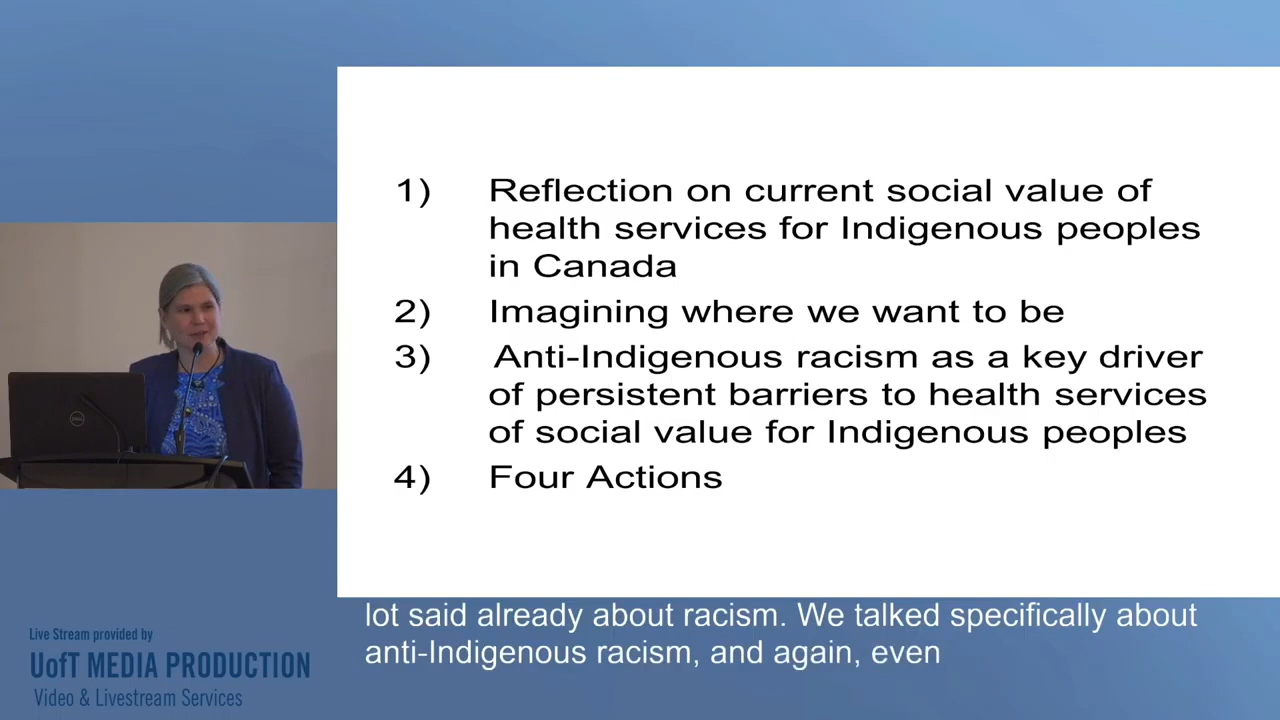 1) Reflection on current social value of
health services for Indigenous peoples
in Canada
2) Imagining where we want to be
3) Anti-Indigenous racism as a key driver
of persistent barriers to health services
of social value for Indigenous peoples
4) Four Actions
lot said already about racism. We talked specifically about
anti-Indigenous racism, and again, even
Live Stream provided by
UofT MEDIA PRODUCTION
Video & Livestream Services
DELL